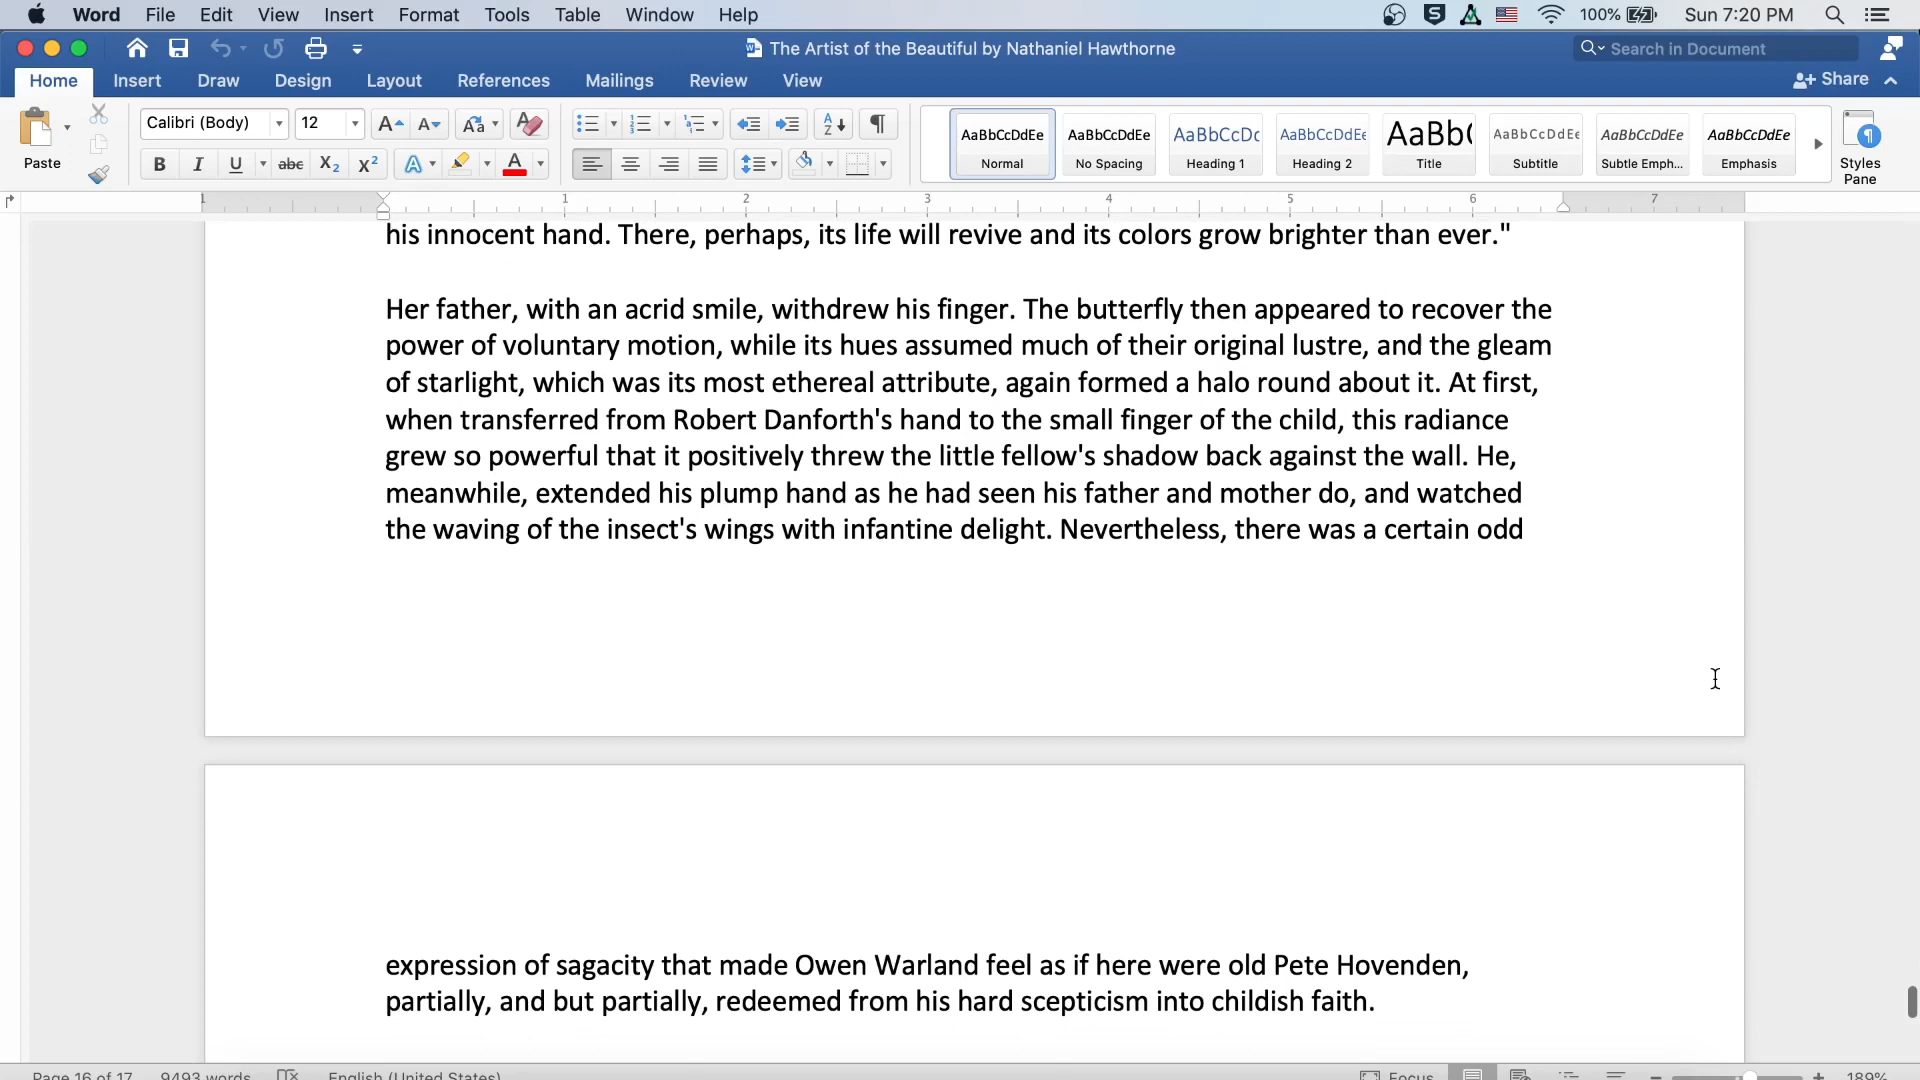 Word File Edit View Insert Format Tools Table Window Help 100% Sun 7:20 PM
The Artist of the Beautiful by Nathaniel Hawthorne Search in Document
Home Insert Draw Design Layout References Mailings Review View Share
Calibri (Body) 12
Paste
AaBbCcDdEe AaBbCcDdEe AaBbCcDc AaBbCcDdEe AaBb( AaBbCcDdEe AaBbCcDdEe AaBbCcDdEe
Normal No Spacing Heading 1 Heading 2 Title Subtitle Subtle Emph... Emphasis Styles Pane
1 1 2 3 4 5 6 7
his innocent hand. There, perhaps, its life will revive and its colors grow brighter than ever."
Her father, with an acrid smile, withdrew his finger. The butterfly then appeared to recover the
power of voluntary motion, while its hues assumed much of their original lustre, and the gleam
of starlight, which was its most ethereal attribute, again formed a halo round about it. At first,
when transferred from Robert Danforth's hand to the small finger of the child, this radiance
grew so powerful that it positively threw the little fellow's shadow back against the wall. He,
meanwhile, extended his plump hand as he had seen his father and mother do, and watched
the waving of the insect's wings with infantine delight. Nevertheless, there was a certain odd
expression of sagacity that made Owen Warland feel as if here were old Pete Hovenden,
partially, and but partially, redeemed from his hard scepticism into childish faith.
Page 16 of 17 9493 words English (United States) Focus 189%